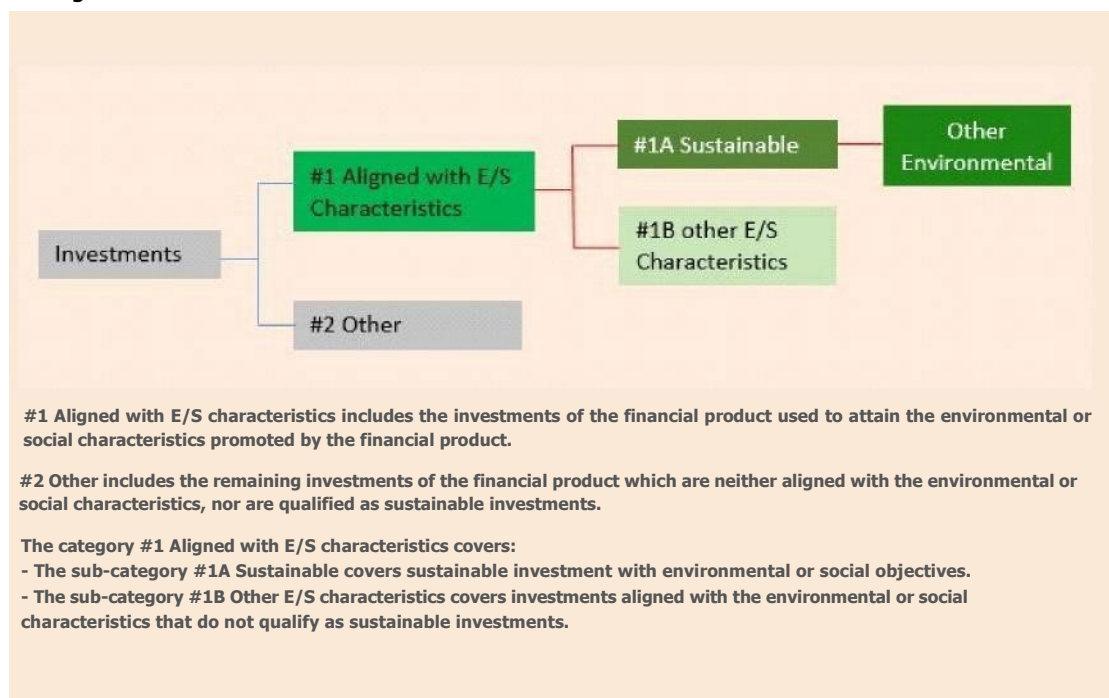 #1A Sustainable
Other
Environmental
#1 Aligned with E/S
Characteristics
#1B other E/S
Characteristics
Investments
#2 Other
#1 Aligned with E/S characteristics includes the investments of the financial product used to attain the environmental or
social characteristics promoted by the financial product.
#2 Other includes the remaining investments of the financial product which are neither aligned with the environmental or
social characteristics, nor are qualified as sustainable investments.
The category #1 Aligned with E/S characteristics covers:
- The sub-category #1A Sustainable covers sustainable investment with environmental or social objectives.
- The sub-category #1B Other E/S characteristics covers investments aligned with the environmental or social
characteristics that do not qualify as sustainable investments.